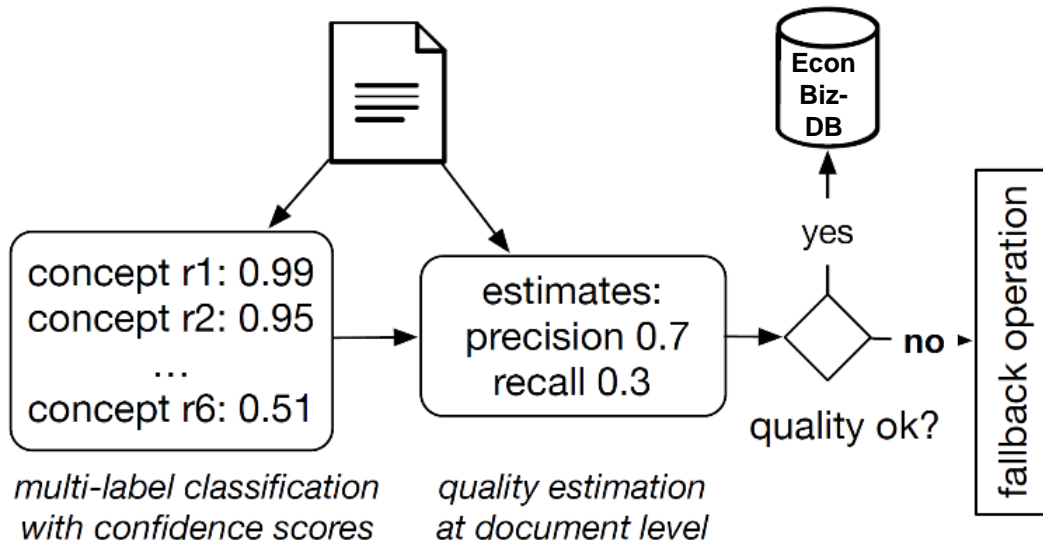 Econ
Biz-
DB
concept r1: 0.99
concept r2: 0.95
...
concept r6: 0.51
estimates:
precision 0.7
recall 0.3
yes
no
quality ok?
fallback operation
multi-label classification
with confidence scores
quality estimation
at document level